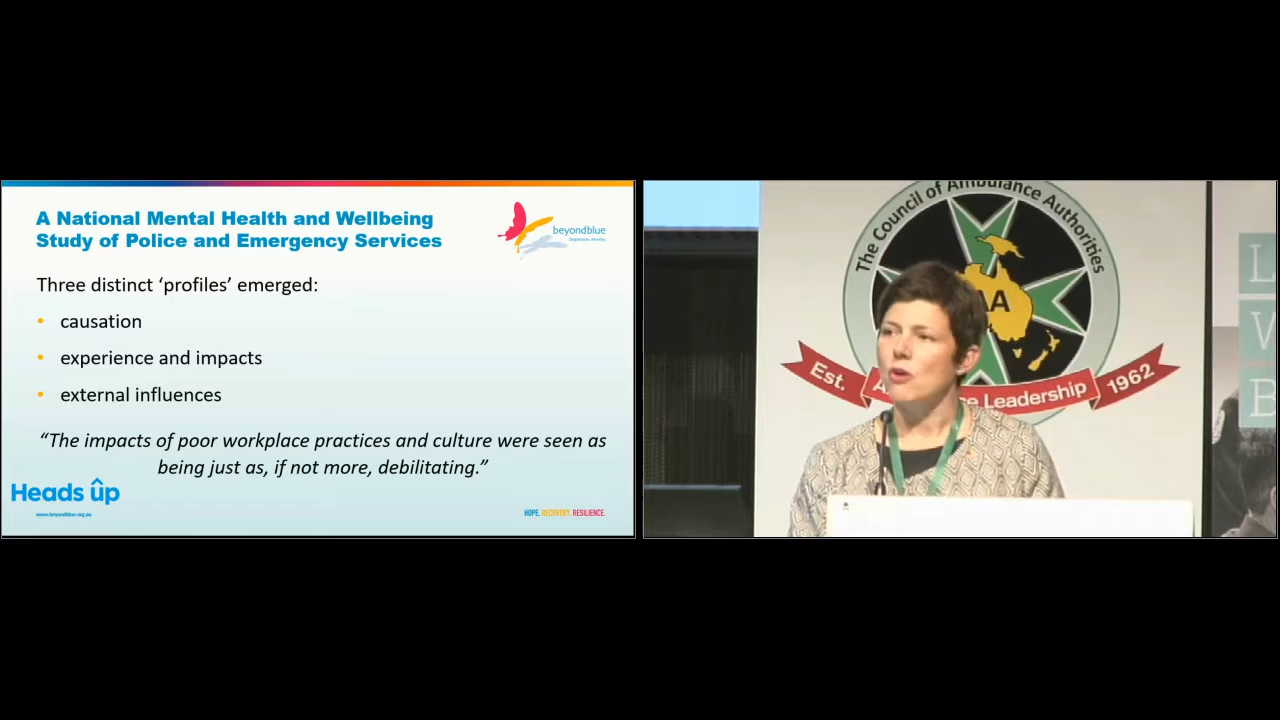 A National Mental Health and Wellbeing
Study of Police and Emergency Services
beyondblue
Three distinct ‘profiles’ emerged:
• causation
• experience and impacts
• external influences
“The impacts of poor workplace practices and culture were seen as
being just as, if not more, debilitating.”
Heads ûp
www.beyondblue.org.au
HOPE. RECOVERY. RESILIENCE.
The Council of Ambulance Authorities
AA
Est.
Leadership
1962
L
V
B